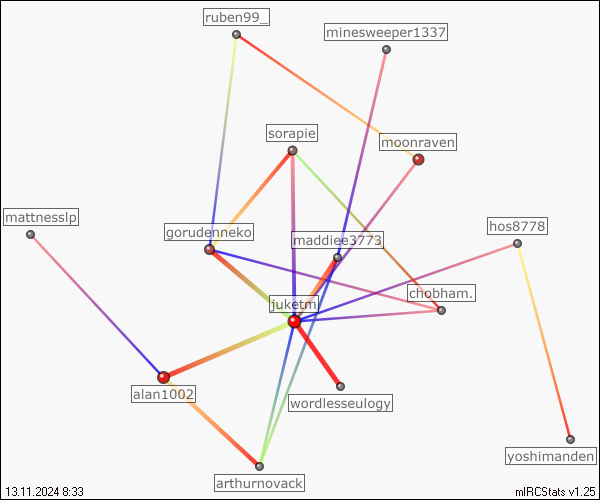 ruben99_
minesweeper1337
sorapie
moonraven
mattnesslp
hos8778
gorudenneko
maddiee3773
chobham.
juketm
alan1002
wordlesseulogy
yoshimanden
arthurnovack
13.11.2024 8:33
mIRCStats v1.25